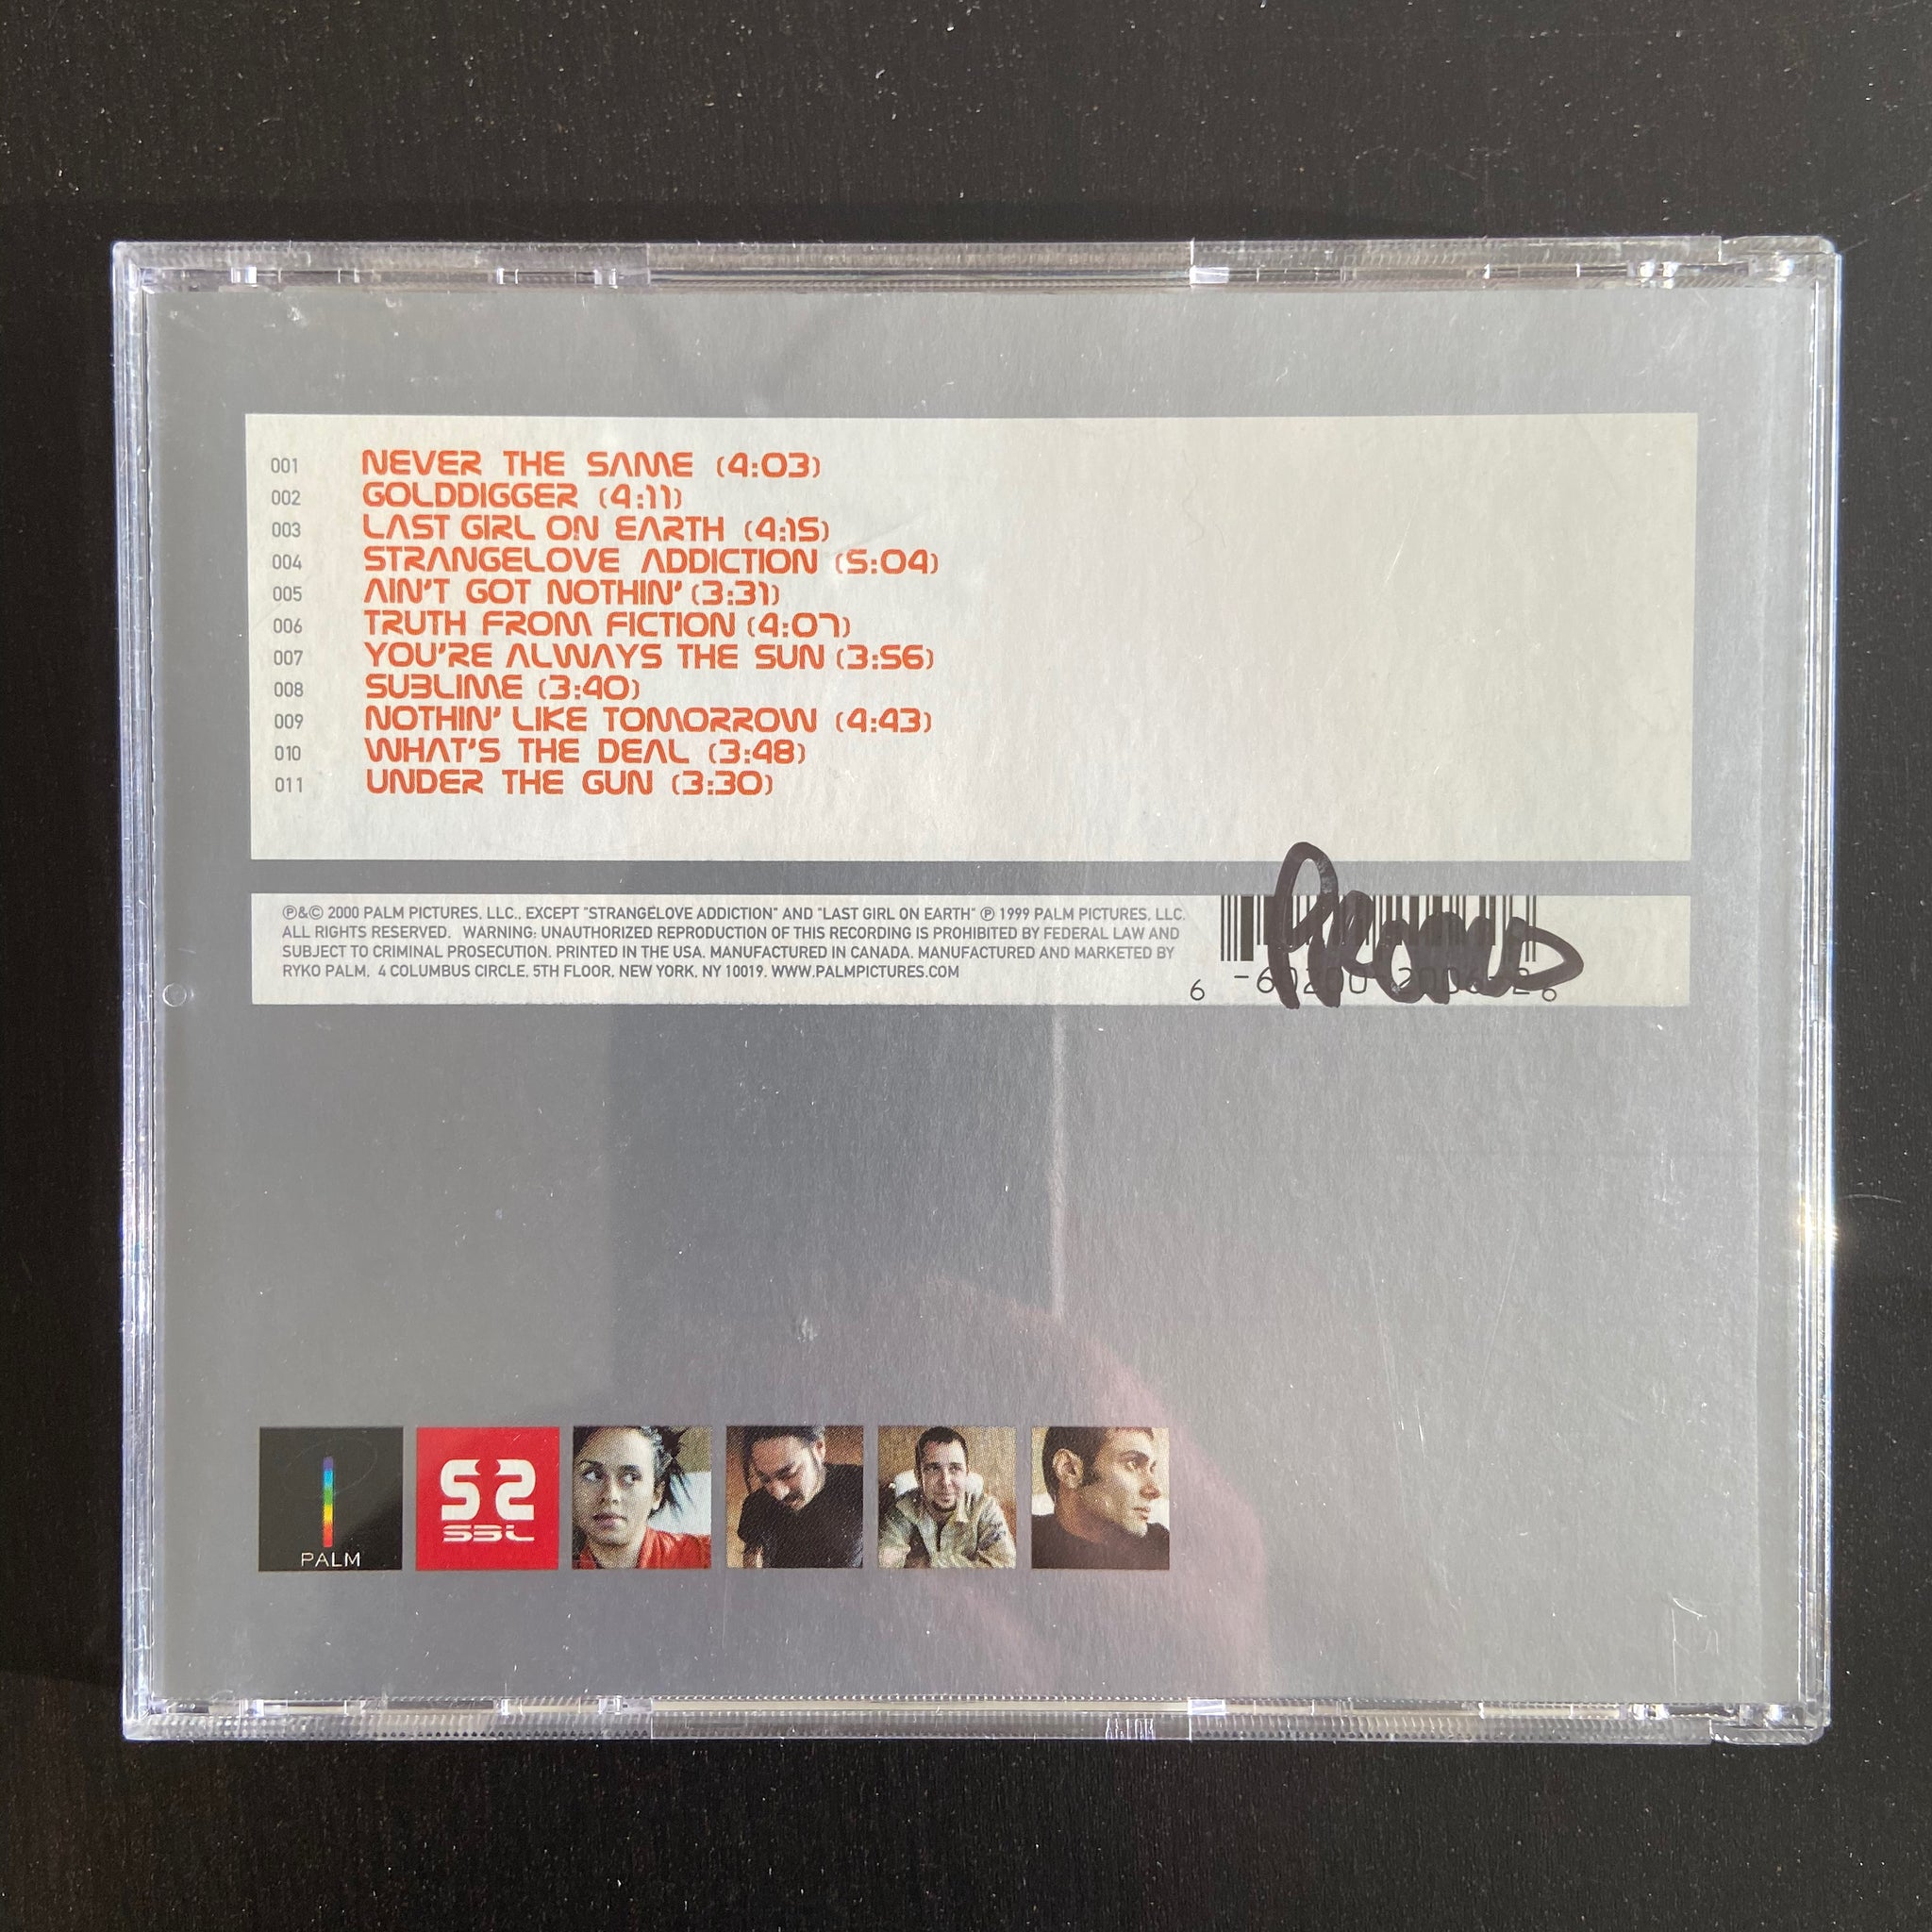 001 NEVER THE SAME (4:03)
002 GOLDDIGGER (4:11)
003 LAST GIRL ON EARTH (4:15)
004 STRANGELOVE ADDICTION (5:04)
005 AIN'T GOT NOTHIN' (3:31)
006 TRUTH FROM FICTION (4:07)
007 YOU'RE ALWAYS THE SUN (3:56)
008 SUBLIME (3:40)
009 NOTHIN' LIKE TOMORROW (4:43)
010 WHAT'S THE DEAL (3:48)
011 UNDER THE GUN (3:30)
℗&© 2000 PALM PICTURES, LLC., EXCEPT "STRANGELOVE ADDICTION" AND "LAST GIRL ON EARTH" ℗ 1999 PALM PICTURES, LLC.
ALL RIGHTS RESERVED. WARNING: UNAUTHORIZED REPRODUCTION OF THIS RECORDING IS PROHIBITED BY FEDERAL LAW AND
SUBJECT TO CRIMINAL PROSECUTION. PRINTED IN THE USA. MANUFACTURED IN CANADA. MANUFACTURED AND MARKETED BY
RYKO PALM, 4 COLUMBUS CIRCLE, 5TH FLOOR, NEW YORK, NY 10019. WWW.PALMPICTURES.COM
Promo
PALM